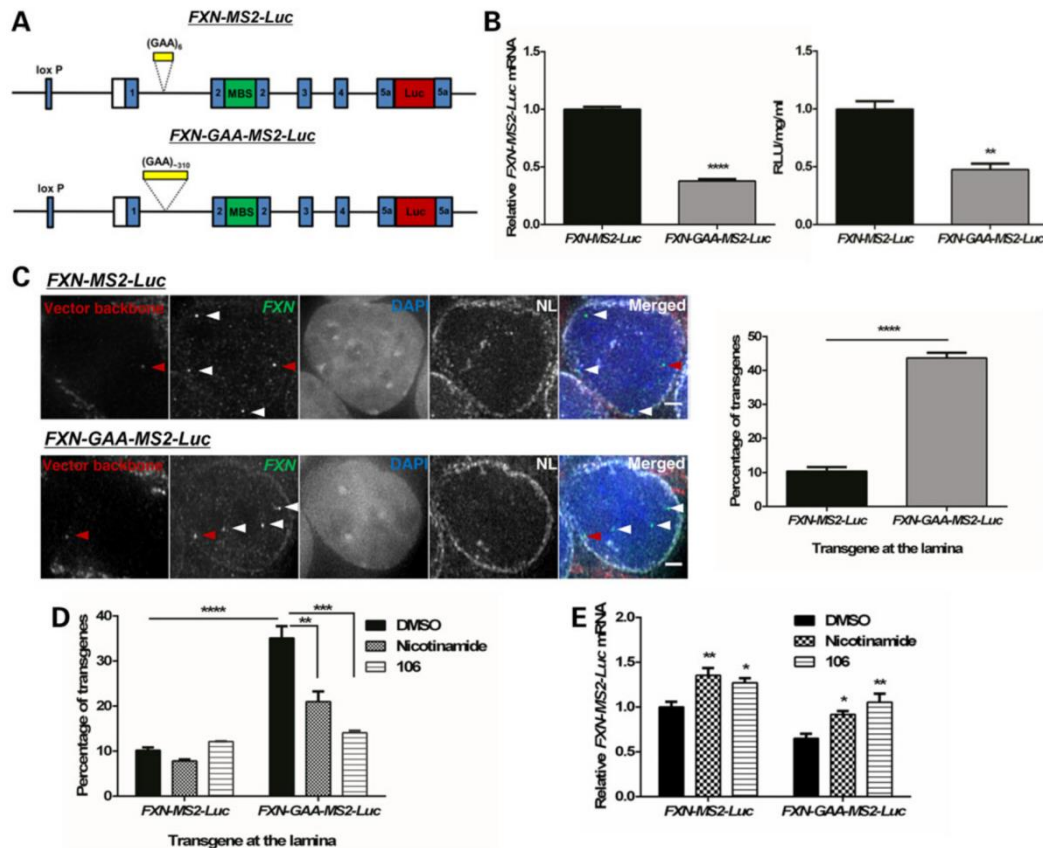 A
FXN-MS2-Luc
(GAA)6
lox P
1
2
MBS
2
3
4
5a
Luc
5a
FXN-GAA-MS2-Luc
(GAA)~310
lox P
1
2
MBS
2
3
4
5a
Luc
5a
B
Relative FXN-MS2-Luc mRNA
1.5
1.0
0.5
0.0
****
FXN-MS2-Luc
FXN-GAA-MS2-Luc
RLU/mg/ml
1.5
1.0
0.5
0.0
**
FXN-MS2-Luc
FXN-GAA-MS2-Luc
C
FXN-MS2-Luc
Vector backbone
FXN
DAPI
NL
Merged
FXN-GAA-MS2-Luc
Vector backbone
FXN
DAPI
NL
Merged
Percentage of transgenes
50
40
30
20
10
0
****
FXN-MS2-Luc
FXN-GAA-MS2-Luc
Transgene at the lamina
D
Percentage of transgenes
40
30
20
10
0
****
***
**
DMSO
Nicotinamide
106
FXN-MS2-Luc
FXN-GAA-MS2-Luc
Transgene at the lamina
E
Relative FXN-MS2-Luc mRNA
2.0
1.5
1.0
0.5
0.0
**
*
*
**
DMSO
Nicotinamide
106
FXN-MS2-Luc
FXN-GAA-MS2-Luc